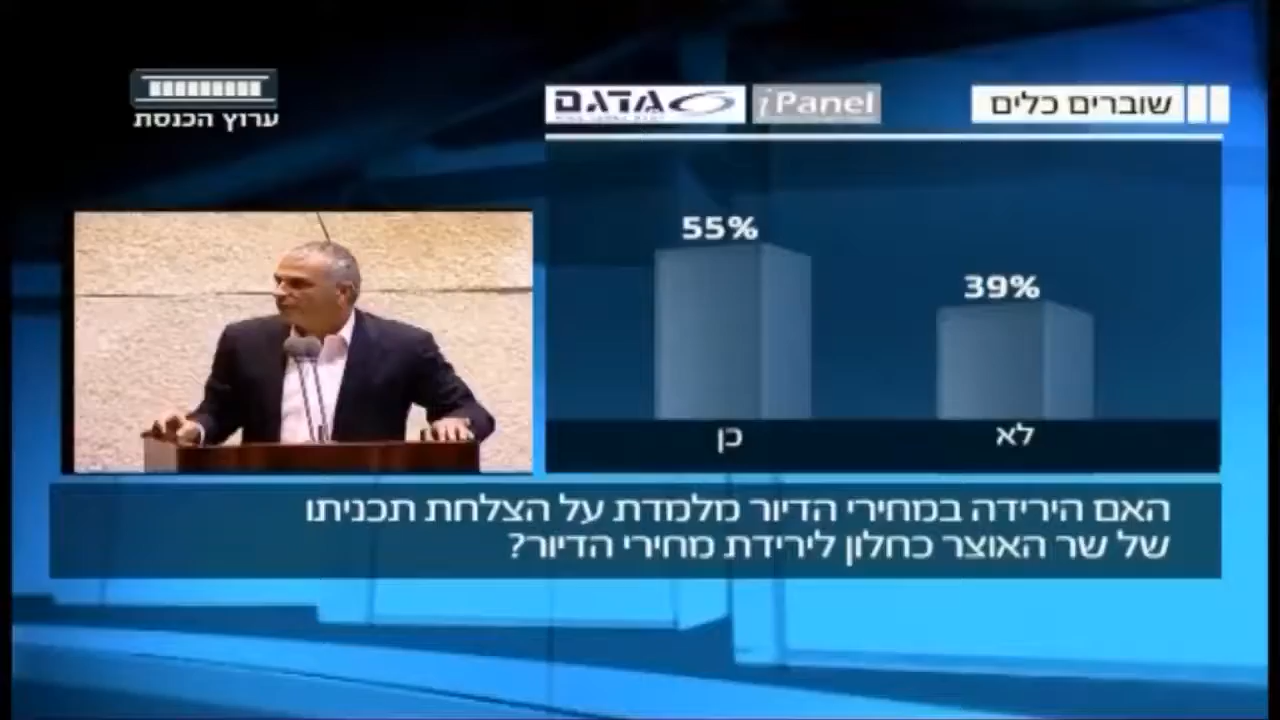 שוברים כלים
iPanel
DATA
ערוץ הכנסת
55%
39%
כן
לא
האם הירידה במחירי הדיור מלמדת על הצלחת תכניתו
של שר האוצר כחלון לירידת מחירי הדיור?